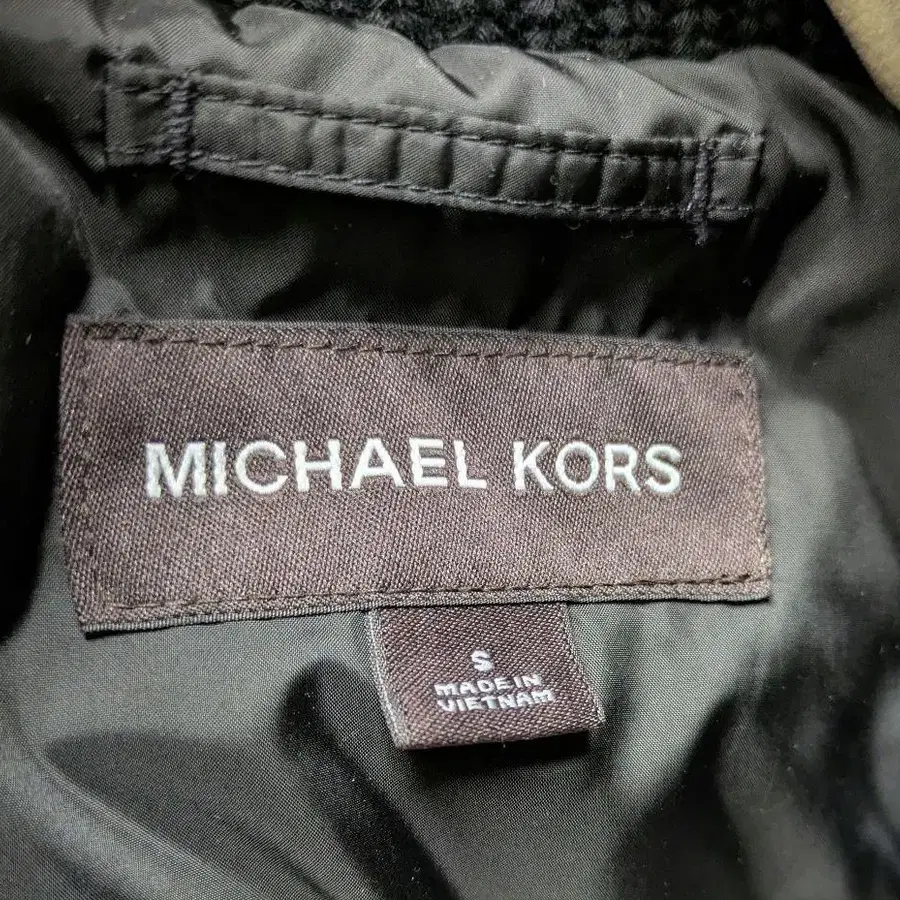 MICHAEL KORS
S
MADE IN
VIETNAM